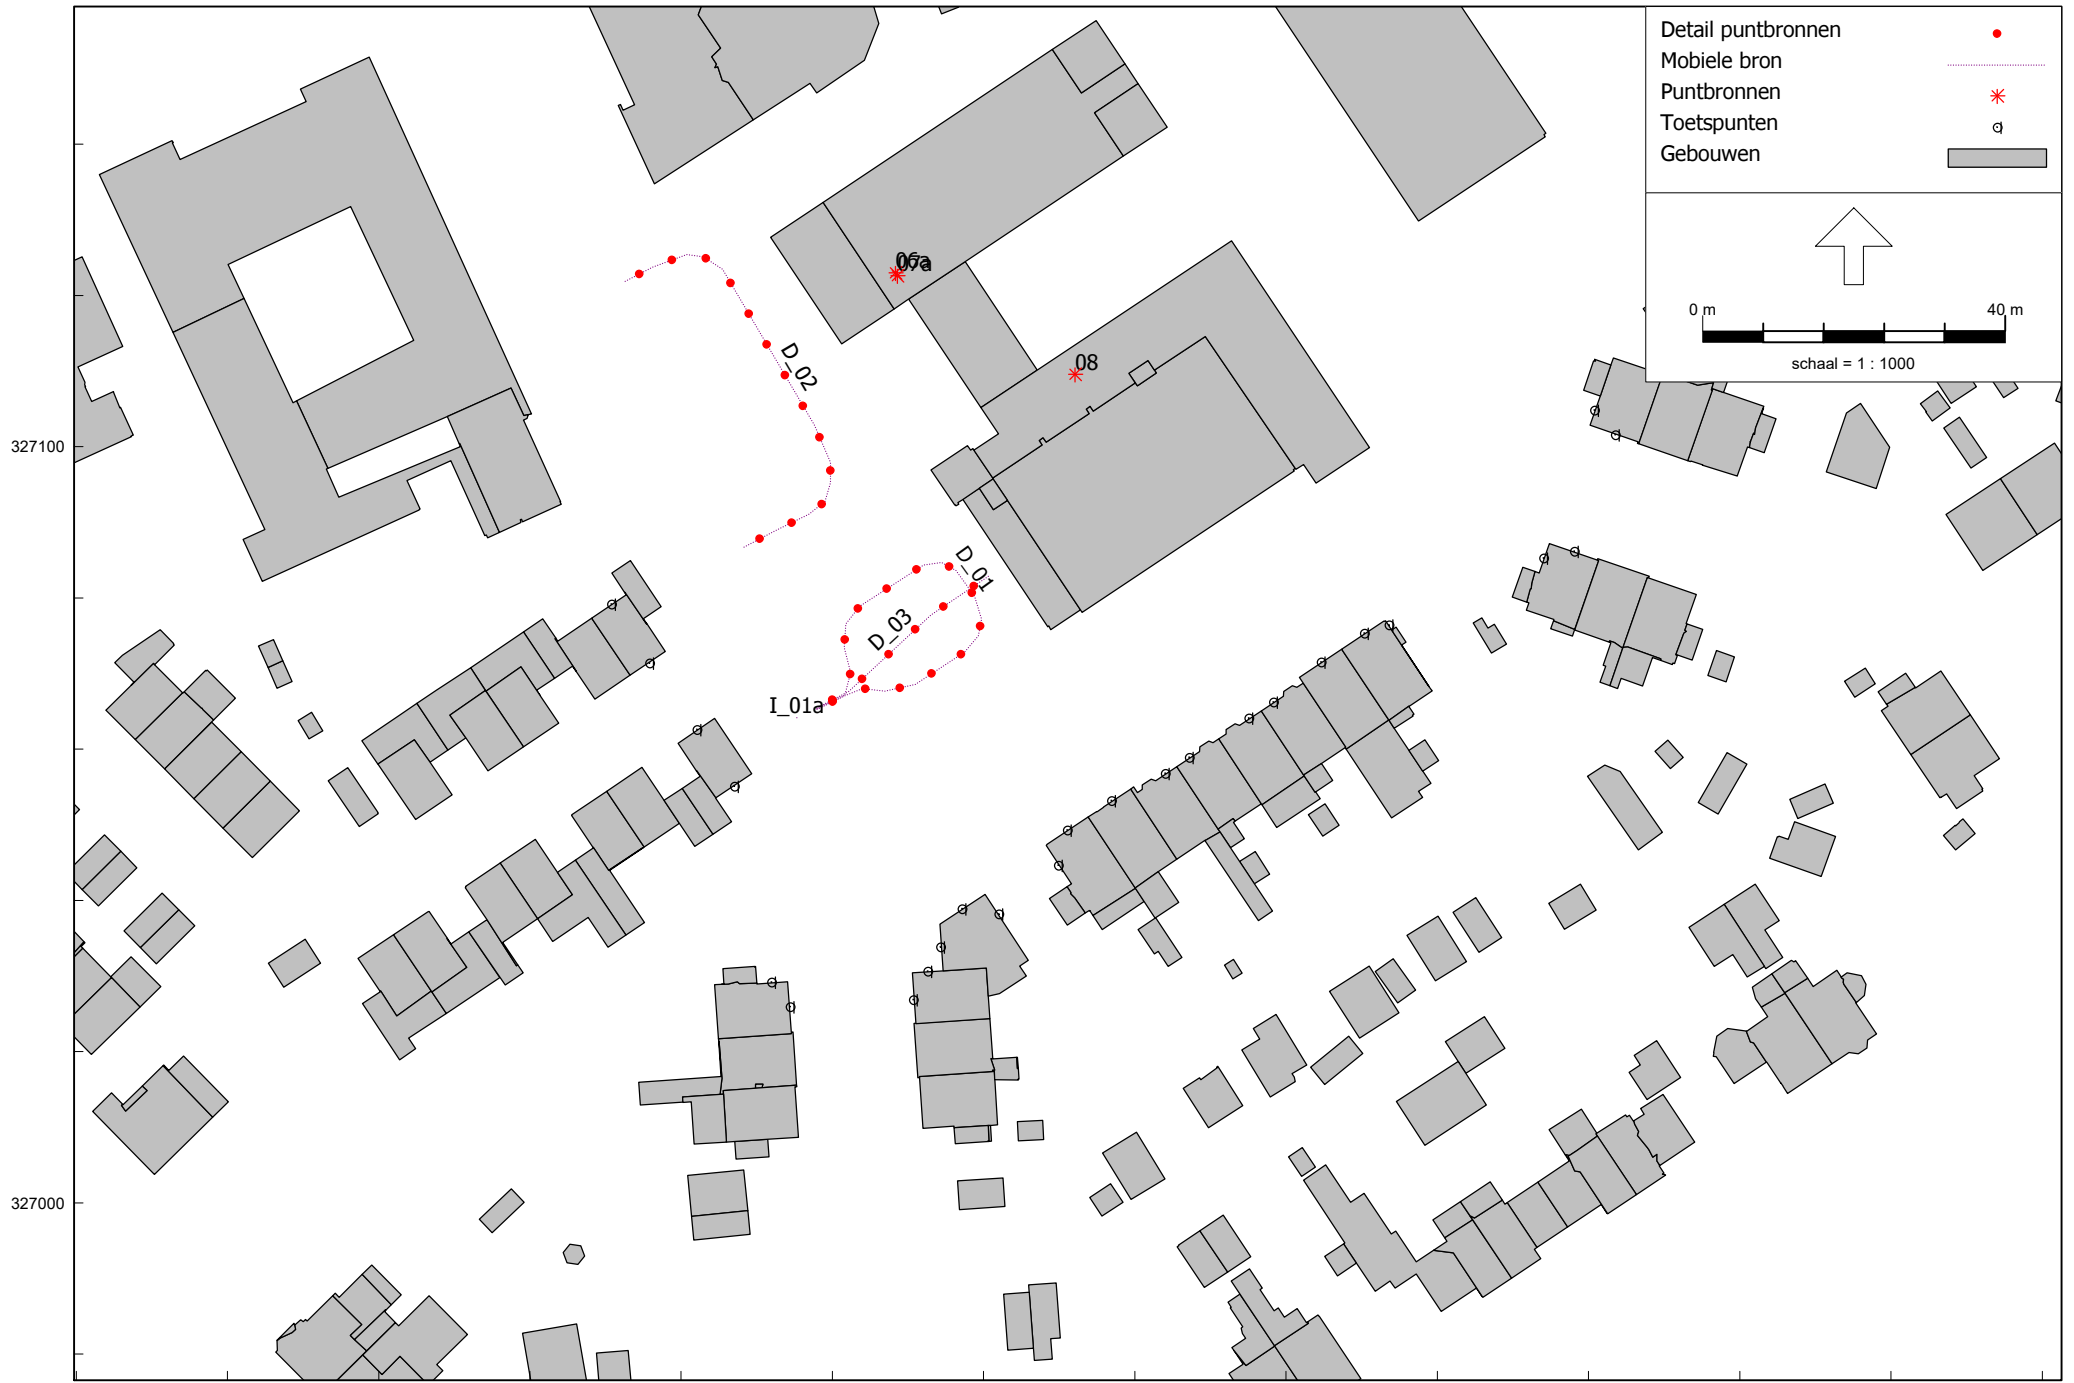 Detail puntbronnen
Mobiele bron
Puntbronnen
Toetspunten
Gebouwen
0 m
40 m
schaal = 1 : 1000
06a
07a
D_02
08
327100
D_01
D_03
I_01a
327000